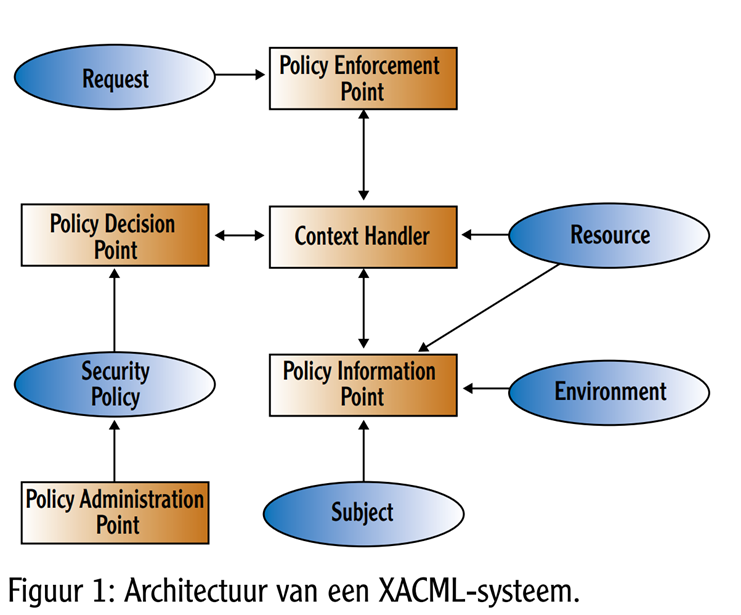 Request
Policy Enforcement
Point
Policy Decision
Point
Context Handler
Resource
Security
Policy
Policy Information
Point
Environment
Policy Administration
Point
Subject
Figuur 1: Architectuur van een XACML-systeem.